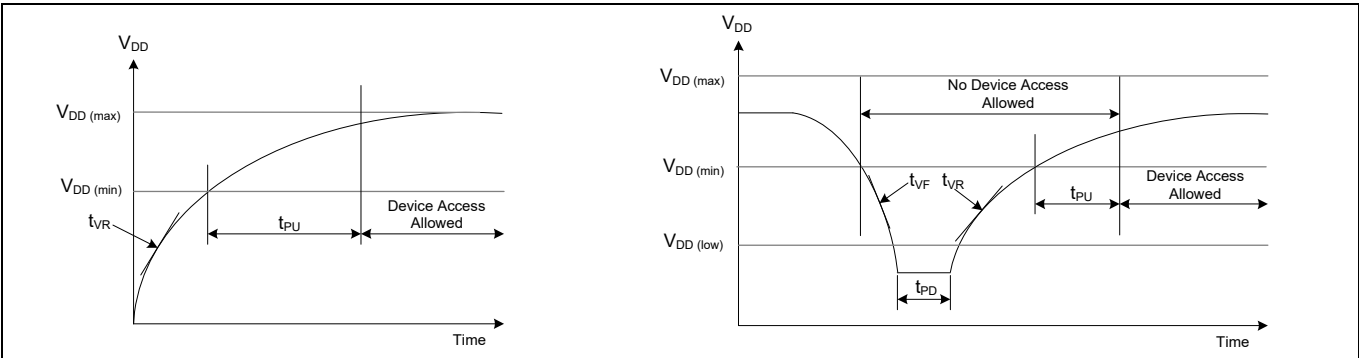 VDD
VDD (max)
VDD (min)
tVR
tPU
Device Access
Allowed
Time
VDD
VDD (max)
No Device Access
Allowed
VDD (min)
tVF
tVR
tPU
Device Access
Allowed
VDD (low)
tPD
Time